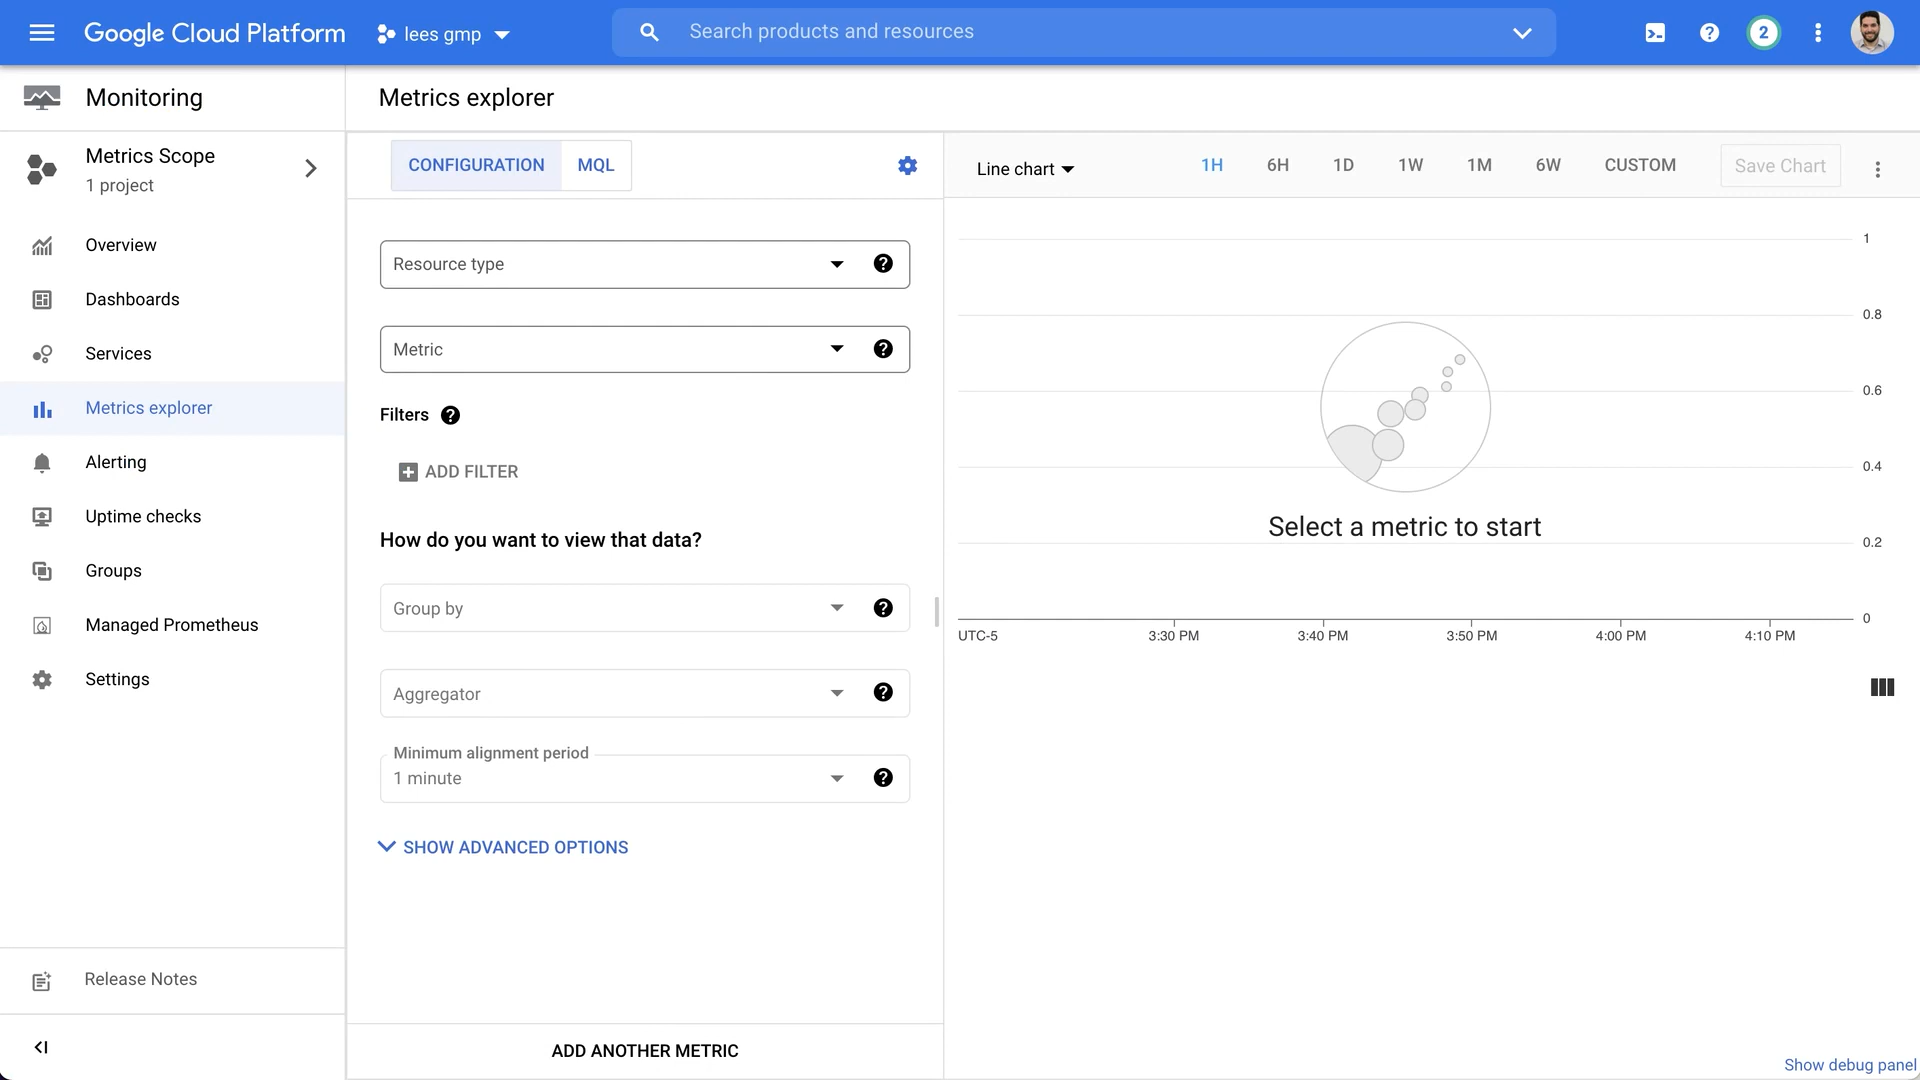 Google Cloud Platform
lees gmp
Search products and resources
2
Monitoring
Metrics explorer
Metrics Scope
1 project
Overview
Dashboards
Services
Metrics explorer
Alerting
Uptime checks
Groups
Managed Prometheus
Settings
Release Notes
CONFIGURATION
MQL
Resource type
Metric
Filters
ADD FILTER
How do you want to view that data?
Group by
Aggregator
Minimum alignment period
1 minute
SHOW ADVANCED OPTIONS
ADD ANOTHER METRIC
Line chart
1H
6H
1D
1W
1M
6W
CUSTOM
Save Chart
1
0.8
0.6
0.4
Select a metric to start
0.2
0
UTC-5
3:30 PM
3:40 PM
3:50 PM
4:00 PM
4:10 PM
Show debug panel